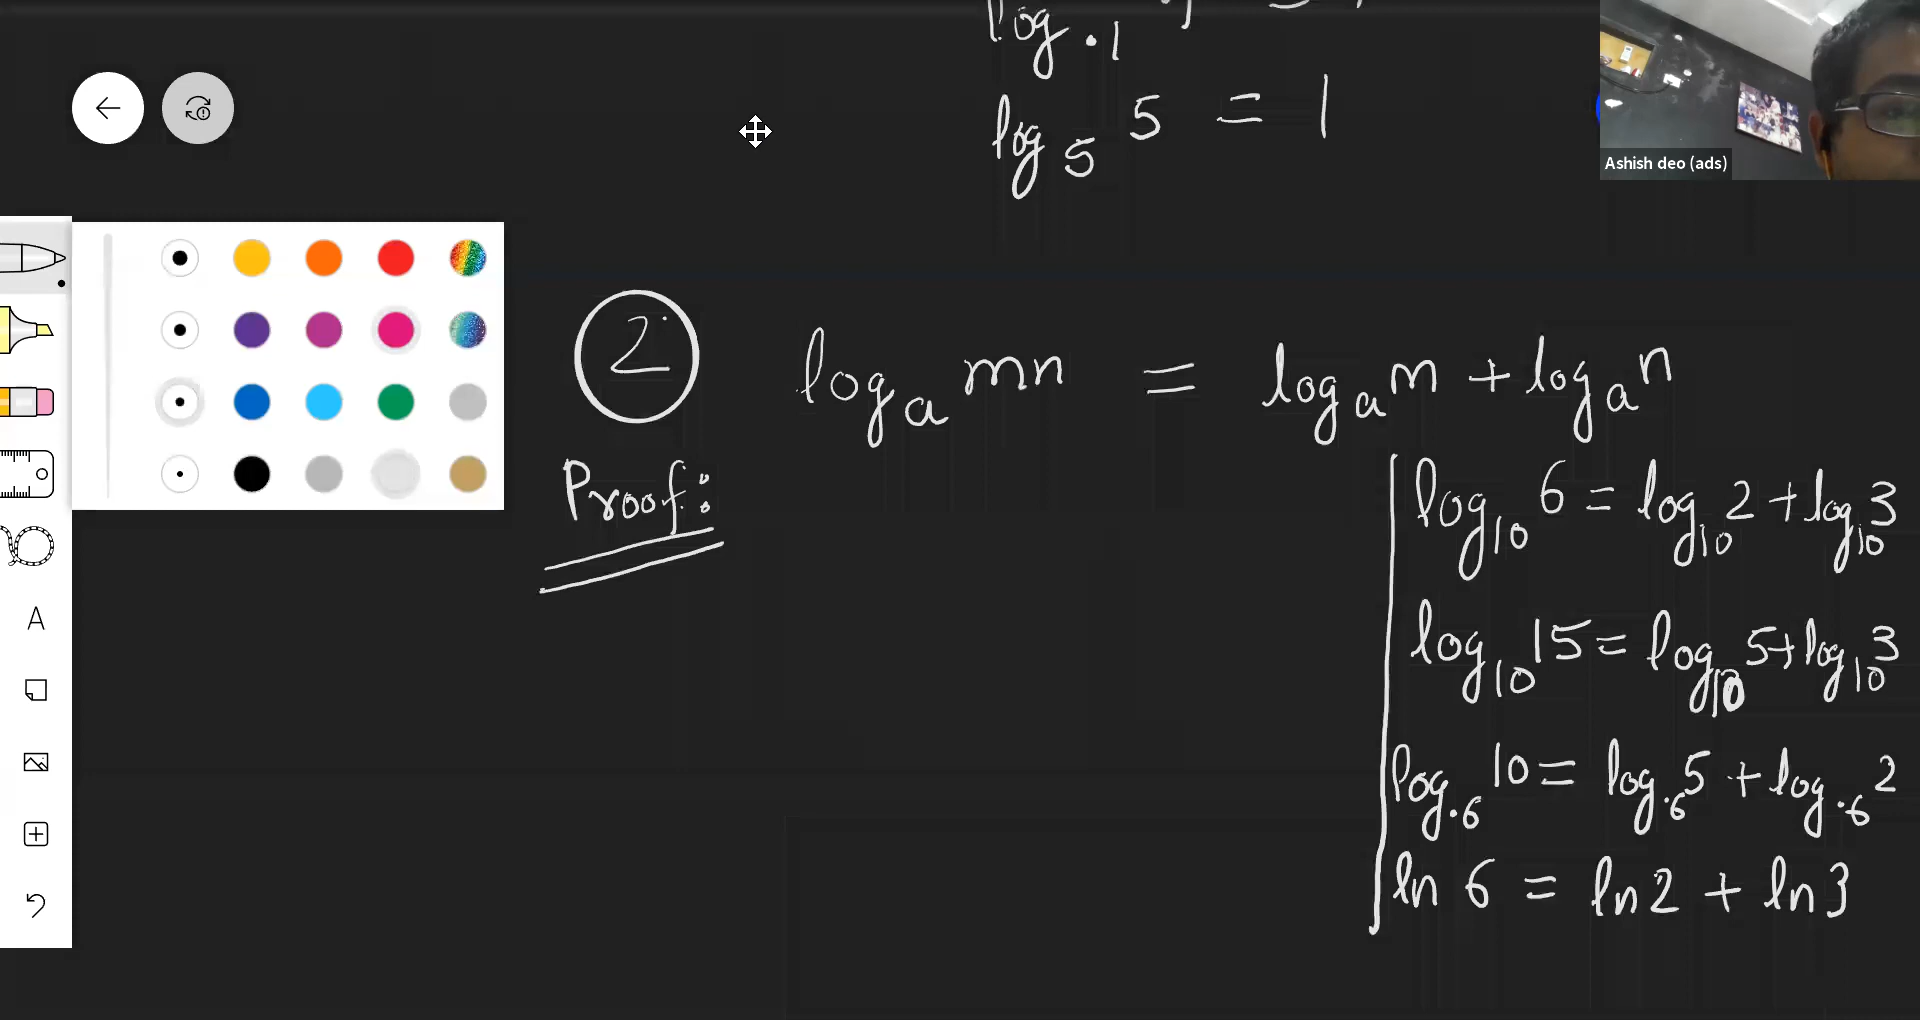 log.1
log₅ 5 = 1
Ashish deo (ads)
2 logₐ mn = logₐ m + logₐ n
Proof:
log₁₀ 6 = log₁₀ 2 + log₁₀ 3
log₁₀ 15 = log₁₀ 5 + log₁₀ 3
log.₆ 10 = log.₆ 5 + log.₆ 2
ln 6 = ln 2 + ln 3
A